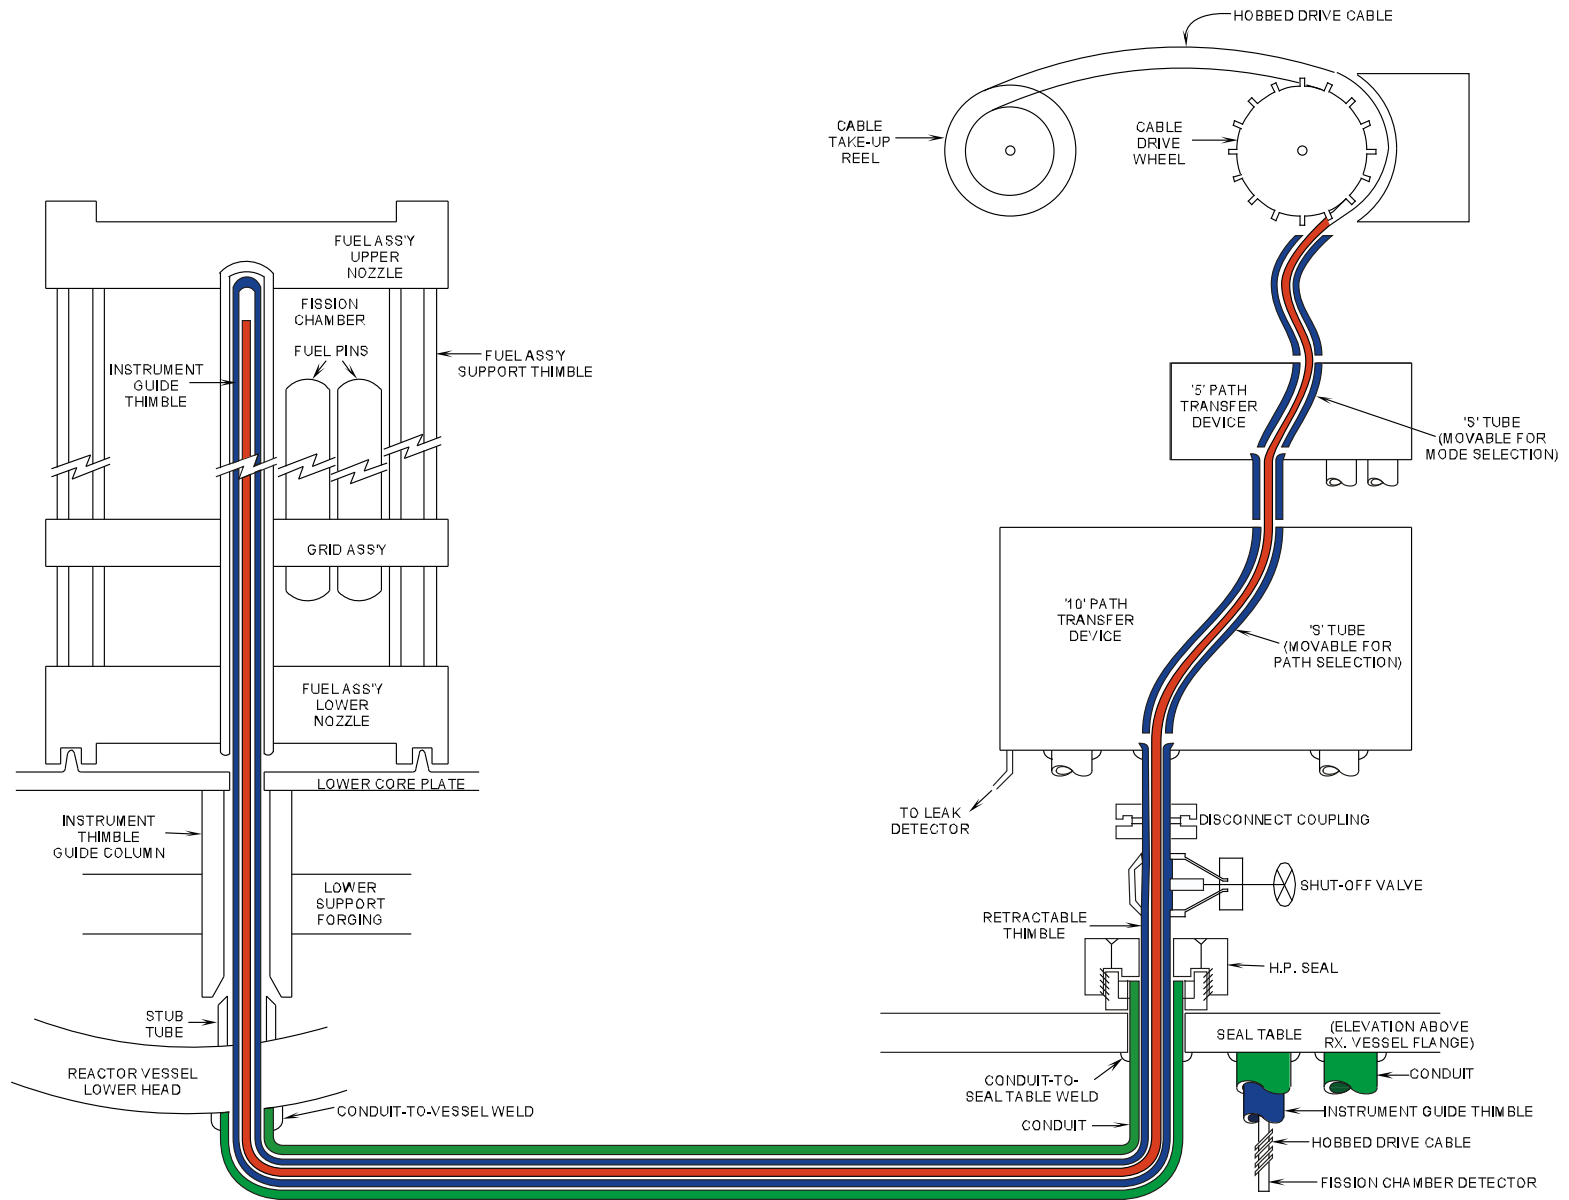 HOBBED DRIVE CABLE
CABLE
TAKE-UP
REEL
CABLE
DRIVE
WHEEL
FUEL ASS'Y
UPPER
NOZZLE
FISSION
CHAMBER
FUEL PINS
INSTRUMENT
GUIDE
THIMBLE
FUEL ASS'Y
SUPPORT THIMBLE
'5' PATH
TRANSFER
DEVICE
'S' TUBE
(MOVABLE FOR
MODE SELECTION)
GRID ASS'Y
'10' PATH
TRANSFER
DEVICE
'S' TUBE
(MOVABLE FOR
PATH SELECTION)
FUEL ASS'Y
LOWER
NOZZLE
LOWER CORE PLATE
TO LEAK
DETECTOR
DISCONNECT COUPLING
INSTRUMENT
THIMBLE
GUIDE COLUMN
LOWER
SUPPORT
FORGING
SHUT-OFF VALVE
RETRACTABLE
THIMBLE
H.P. SEAL
STUB
TUBE
SEAL TABLE
(ELEVATION ABOVE
RX. VESSEL FLANGE)
REACTOR VESSEL
LOWER HEAD
CONDUIT-TO-
SEAL TABLE WELD
CONDUIT
CONDUIT-TO-VESSEL WELD
CONDUIT
INSTRUMENT GUIDE THIMBLE
HOBBED DRIVE CABLE
FISSION CHAMBER DETECTOR